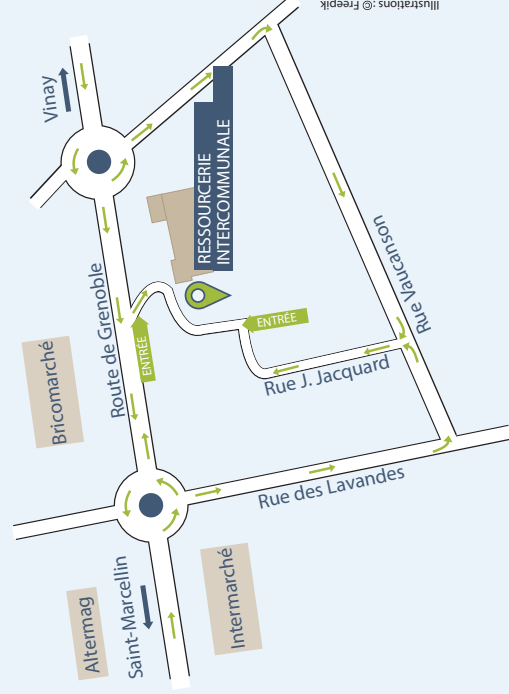 Illustrations : © Freepik
Vinay
RESSOURCERIE
INTERCOMMUNALE
Route de Grenoble
Rue Vaucanson
ENTRÉE
ENTRÉE
Bricomarché
Rue J. Jacquard
Rue des Lavandes
Saint-Marcellin
Altermag
Intermarché